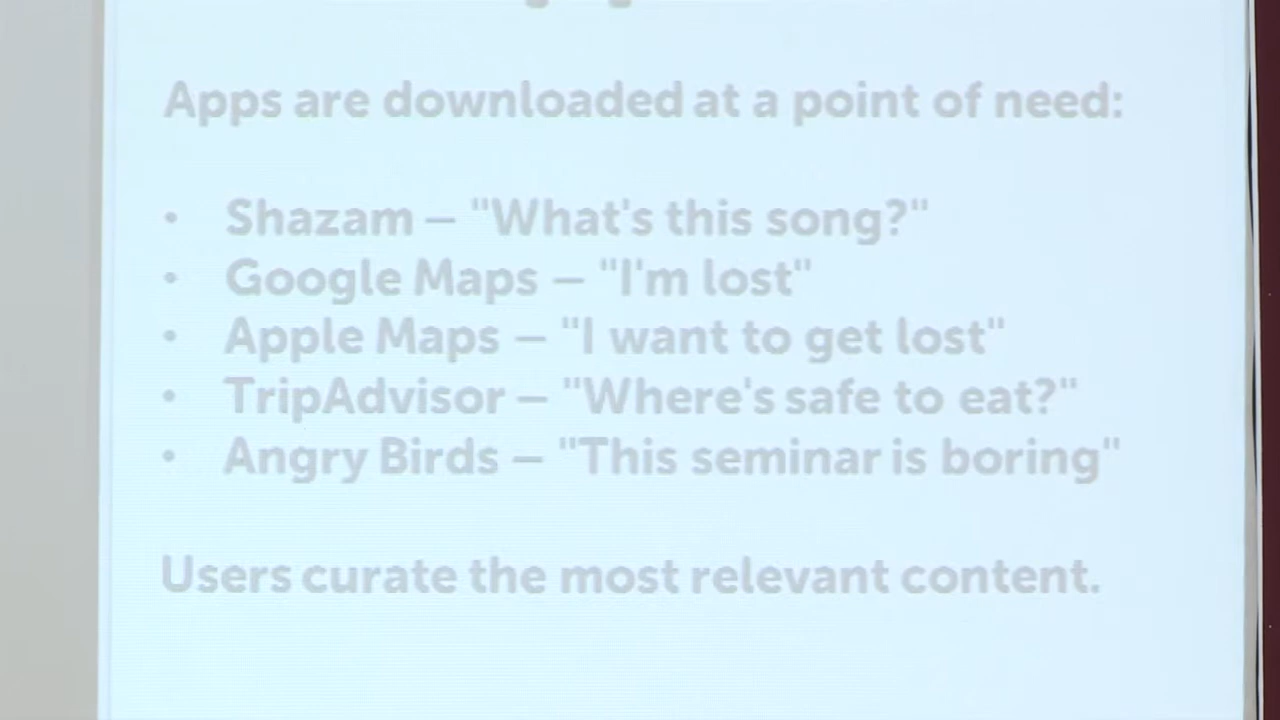 Apps are downloaded at a point of need:
• Shazam – "What's this song?"
• Google Maps – "I'm lost"
• Apple Maps – "I want to get lost"
• TripAdvisor – "Where's safe to eat?"
• Angry Birds – "This seminar is boring"
Users curate the most relevant content.